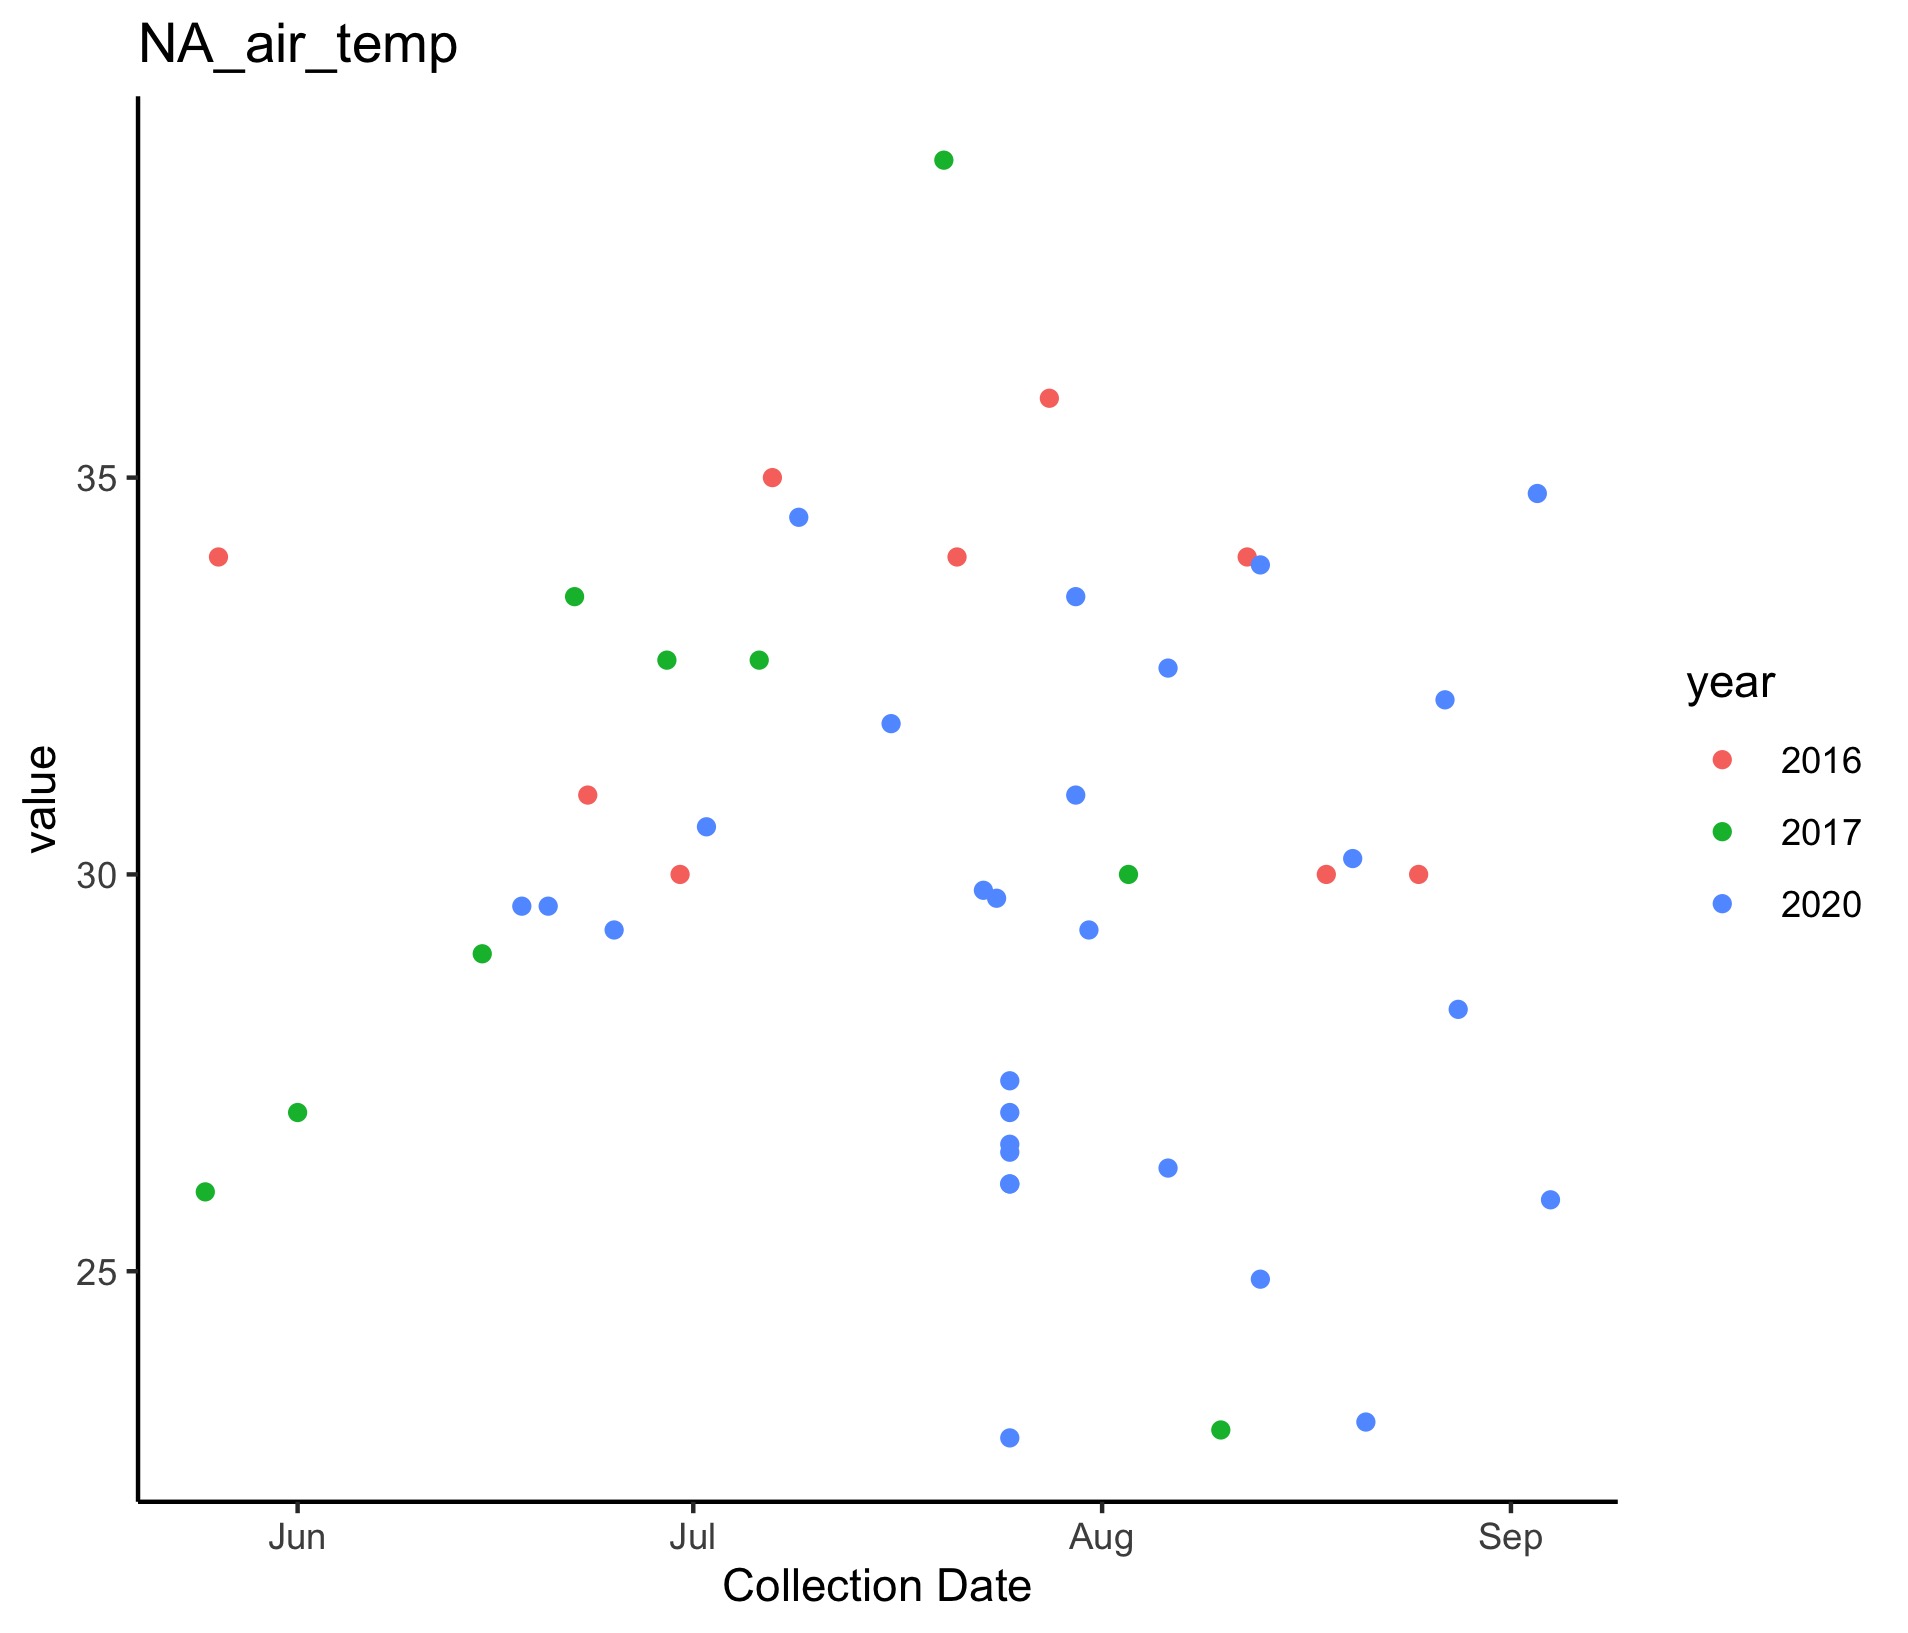 NA_air_temp
value
35
30
25
Jun
Jul
Aug
Sep
Collection Date
year
2016
2017
2020